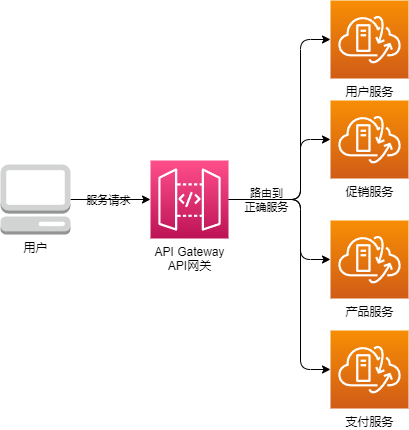 用户
服务请求
API Gateway
API网关
路由到
正确服务
用户服务
促销服务
产品服务
支付服务